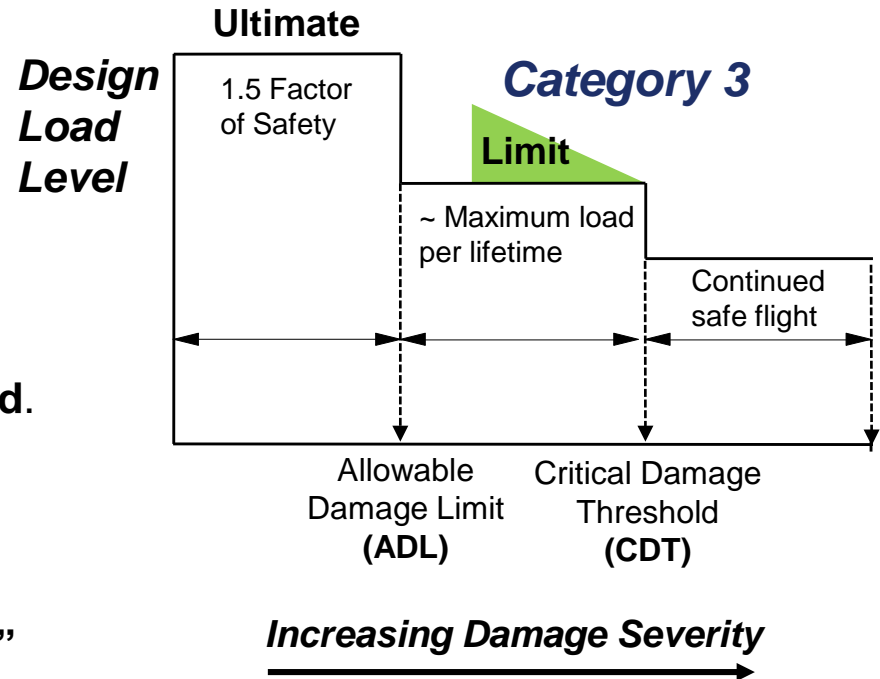 Ultimate
Design
Load
Level
1.5 Factor
of Safety
Category 3
Limit
~ Maximum load
per lifetime
Continued
safe flight
d.
Allowable
Damage Limit
(ADL)
Critical Damage
Threshold
(CDT)
”
Increasing Damage Severity